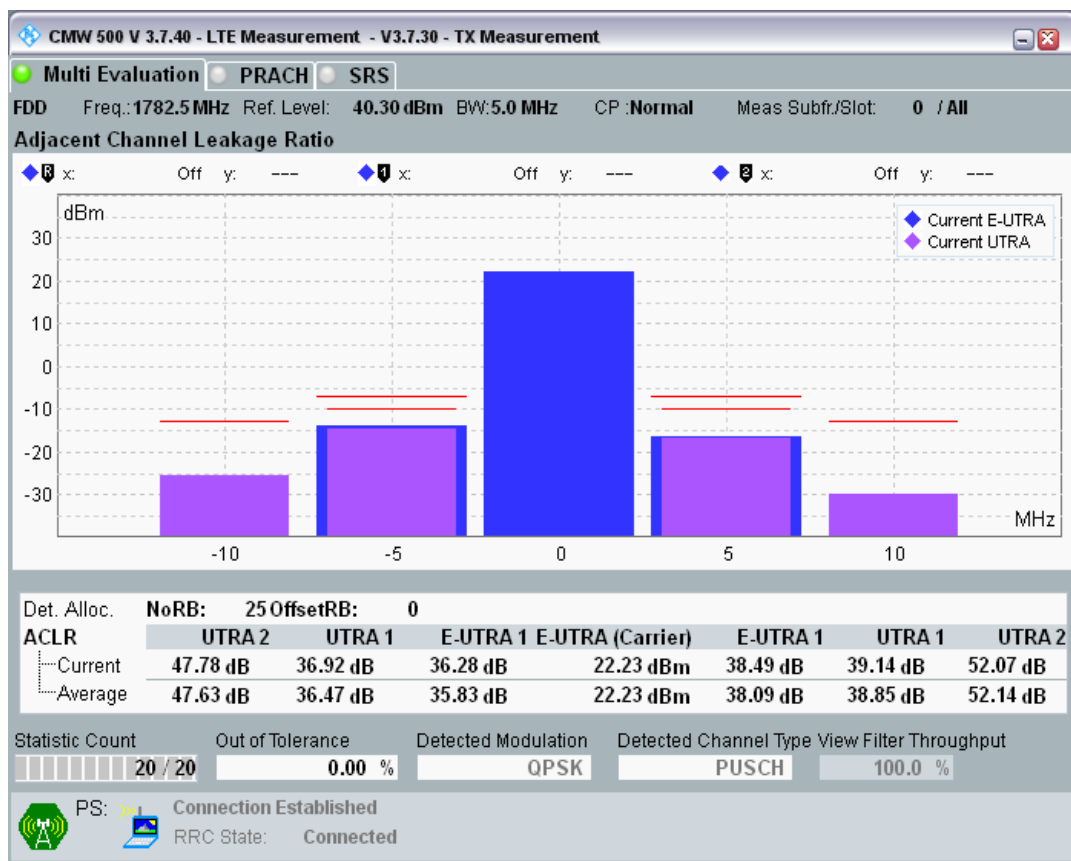 CMW 500 V 3.7.40 - LTE Measurement - V3.7.30 - TX Measurement
Multi Evaluation PRACH SRS
FDD Freq.: 1782.5 MHz Ref. Level: 40.30 dBm BW: 5.0 MHz CP : Normal Meas Subfr./Slot: 0 / All
Adjacent Channel Leakage Ratio
R x: Off y: --- 1 x: Off y: --- 2 x: Off y: ---
dBm
Current E-UTRA
Current UTRA
30
20
10
0
-10
-20
-30
MHz
-10 -5 0 5 10
Det. Alloc. NoRB: 25 OffsetRB: 0
ACLR UTRA 2 UTRA 1 E-UTRA 1 E-UTRA (Carrier) E-UTRA 1 UTRA 1 UTRA 2
Current 47.78 dB 36.92 dB 36.28 dB 22.23 dBm 38.49 dB 39.14 dB 52.07 dB
Average 47.63 dB 36.47 dB 35.83 dB 22.23 dBm 38.09 dB 38.85 dB 52.14 dB
Statistic Count Out of Tolerance Detected Modulation Detected Channel Type View Filter Throughput
20 / 20 0.00 % QPSK PUSCH 100.0 %
PS: Connection Established
RRC State: Connected